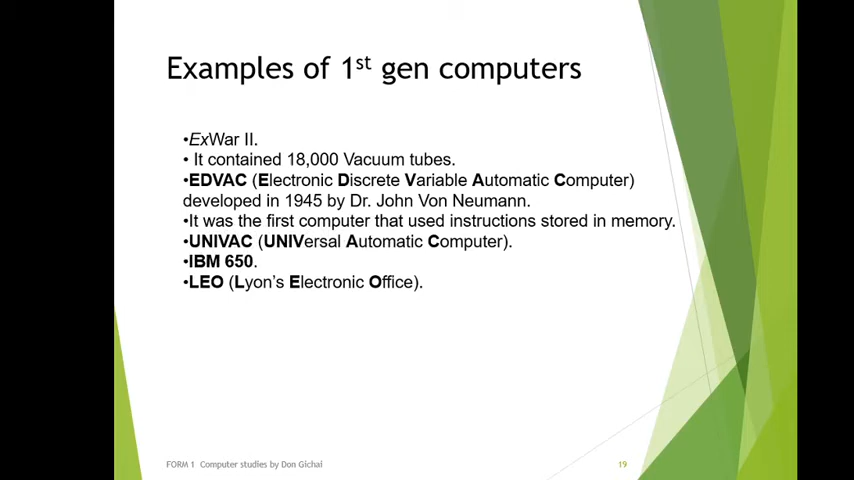 Examples of 1st gen computers
•ExWar II.
• It contained 18,000 Vacuum tubes.
•EDVAC (Electronic Discrete Variable Automatic Computer)
developed in 1945 by Dr. John Von Neumann.
•It was the first computer that used instructions stored in memory.
•UNIVAC (UNIVersal Automatic Computer).
•IBM 650.
•LEO (Lyon's Electronic Office).
FORM 1 Computer studies by Don Gichai 19